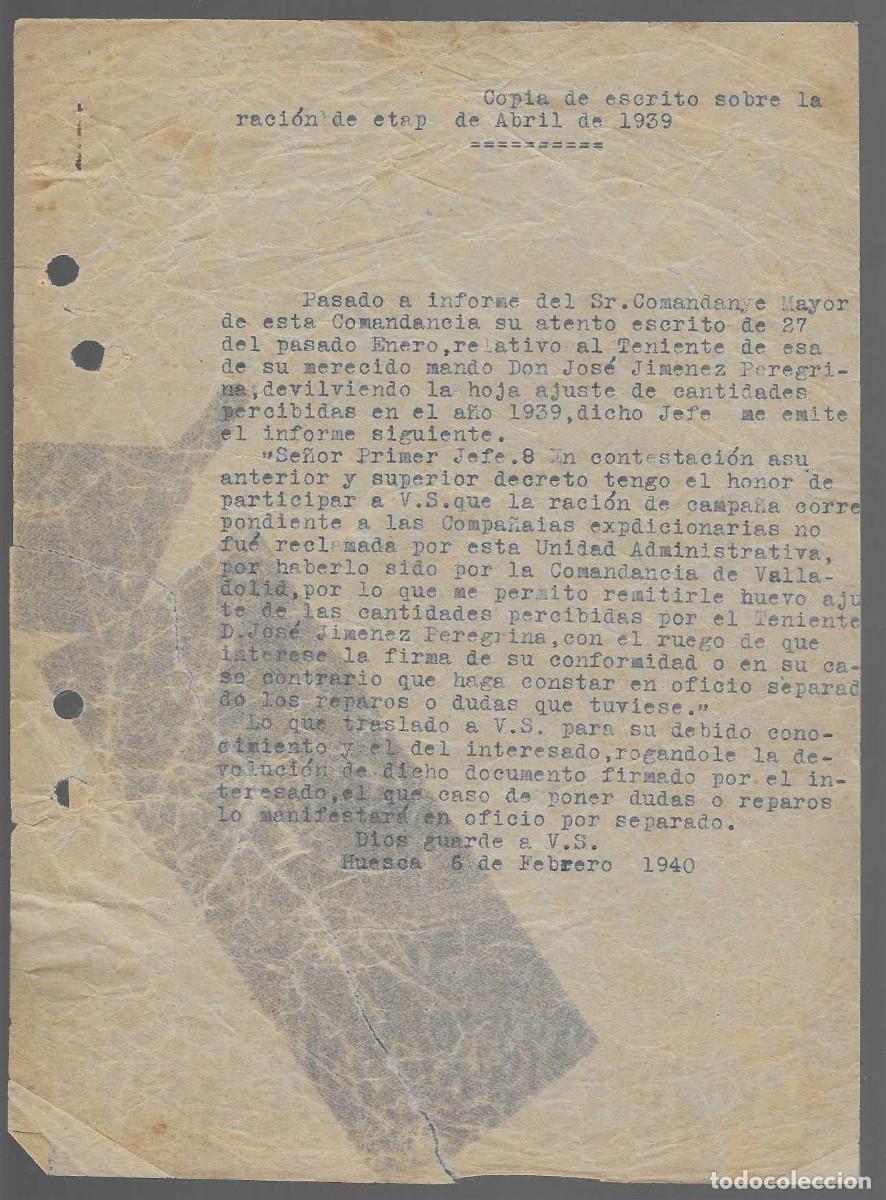 Copia de escrito sobre la
ración de etap de Abril de 1939
==========
Pasado a informe del Sr.Comandanye Mayor
de esta Comandancia su atento escrito de 27
del pasado Enero,relativo al Teniente de esa
de su merecido mando Don José Jimenez Peregri-
na,devilviendo la hoja ajuste de cantidades
percibidas en el año 1939,dicho Jefe me emite
el informe siguiente.
"Señor Primer Jefe.8 En contestación asu
anterior y superior decreto tengo el honor de
participar a V.S.que la ración de campaña corre
pondiente a las Compañaias expdicionarias no
fué reclamada por esta Unidad Administrativa,
por haberlo sido por la Comandancia de Valla-
dolid,por lo que me permito remitirle huevo aju
te de las cantidades percibidas por el Teniente
D.José Jimenez Peregrina,con el ruego de que
interese la firma de su conformidad o en su ca-
so contrario que haga constar en oficio sèparad
do los reparos o dudas que tuviese."
Lo que traslado a V.S. para su debido cono-
cimiento y el del interesado,rogandole la de-
volución de dicho documento firmado por el in-
teresado,el que caso de poner dudas o reparos
lo manifestará en oficio por separado.
Dios guarde a V.S.
Huesca 6 de Febrero 1940
todocoleccion